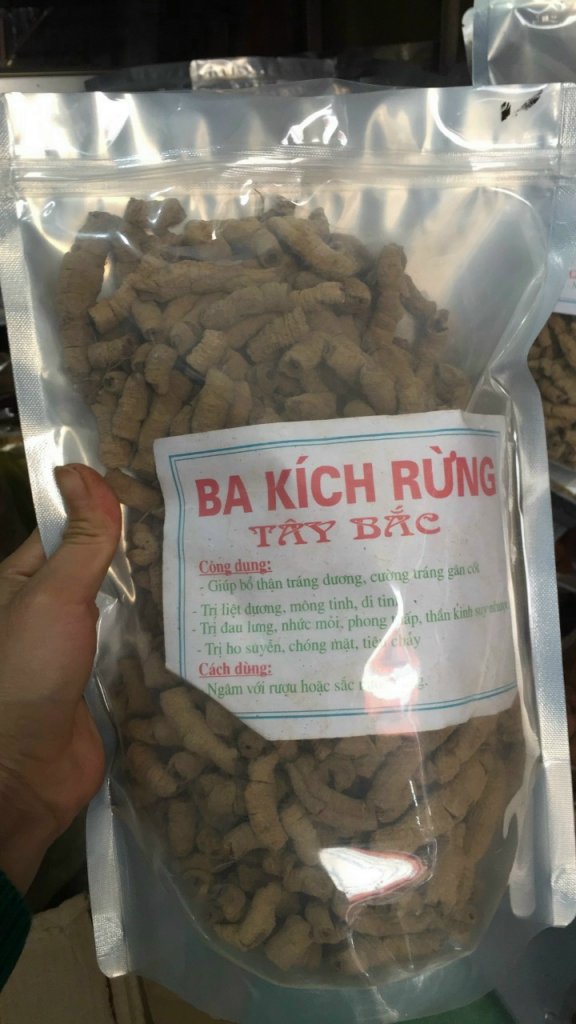 BA KÍCH RỪNG
TÂY BẮC
Công dụng:
- Giúp bổ thận tráng dương, cường tráng gân cốt
- Trị liệt dương, mông tinh, di tinh
- Trị đau lưng, nhức mỏi, phong thấp, thần kinh suy nhược
- Trị ho suyễn, chóng mặt, tiêu chảy
Cách dùng:
- Ngâm với rượu hoặc sắc